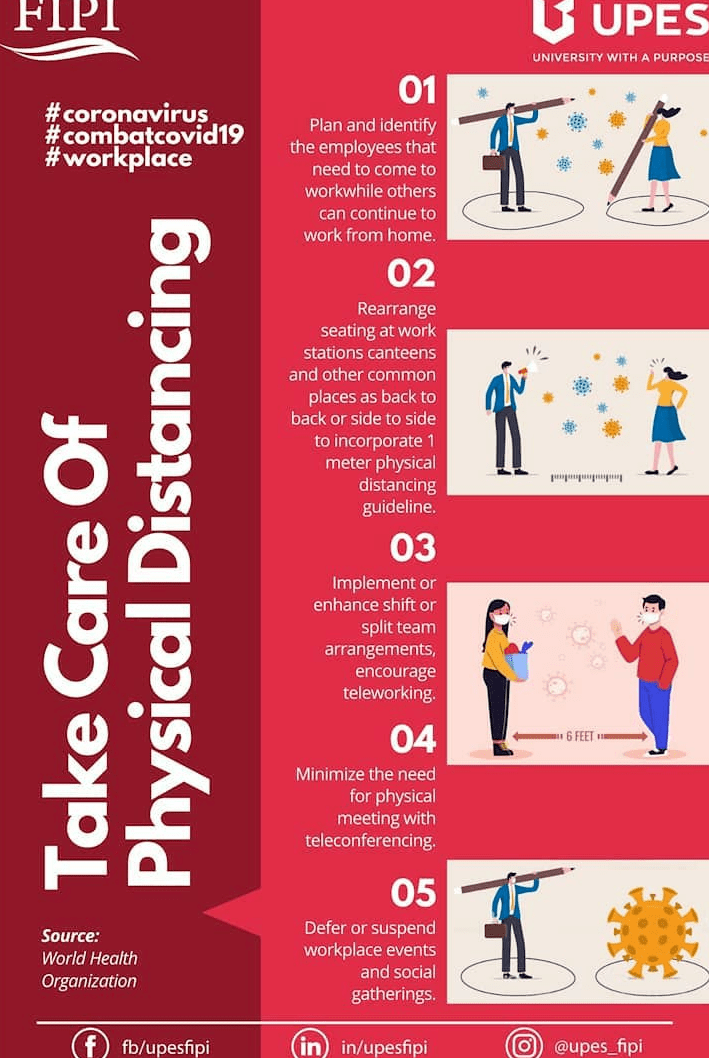 FIPI
UPES
UNIVERSITY WITH A PURPOSE
#coronavirus
#combatcovid19
#workplace
Take Care Of
Physical Distancing
01
Plan and identify
the employees that
need to come to
workwhile others
can continue to
work from home.
02
Rearrange
seating at work
stations canteens
and other common
places as back to
back or side to side
to incorporate 1
meter physical
distancing
guideline.
03
Implement or
enhance shift or
split team
arrangements,
encourage
teleworking.
6 FEET
04
Minimize the need
for physical
meeting with
teleconferencing.
05
Defer or suspend
workplace events
and social
gatherings.
Source:
World Health
Organization
fb/upesfipi
in/upesfipi
@upes_fipi